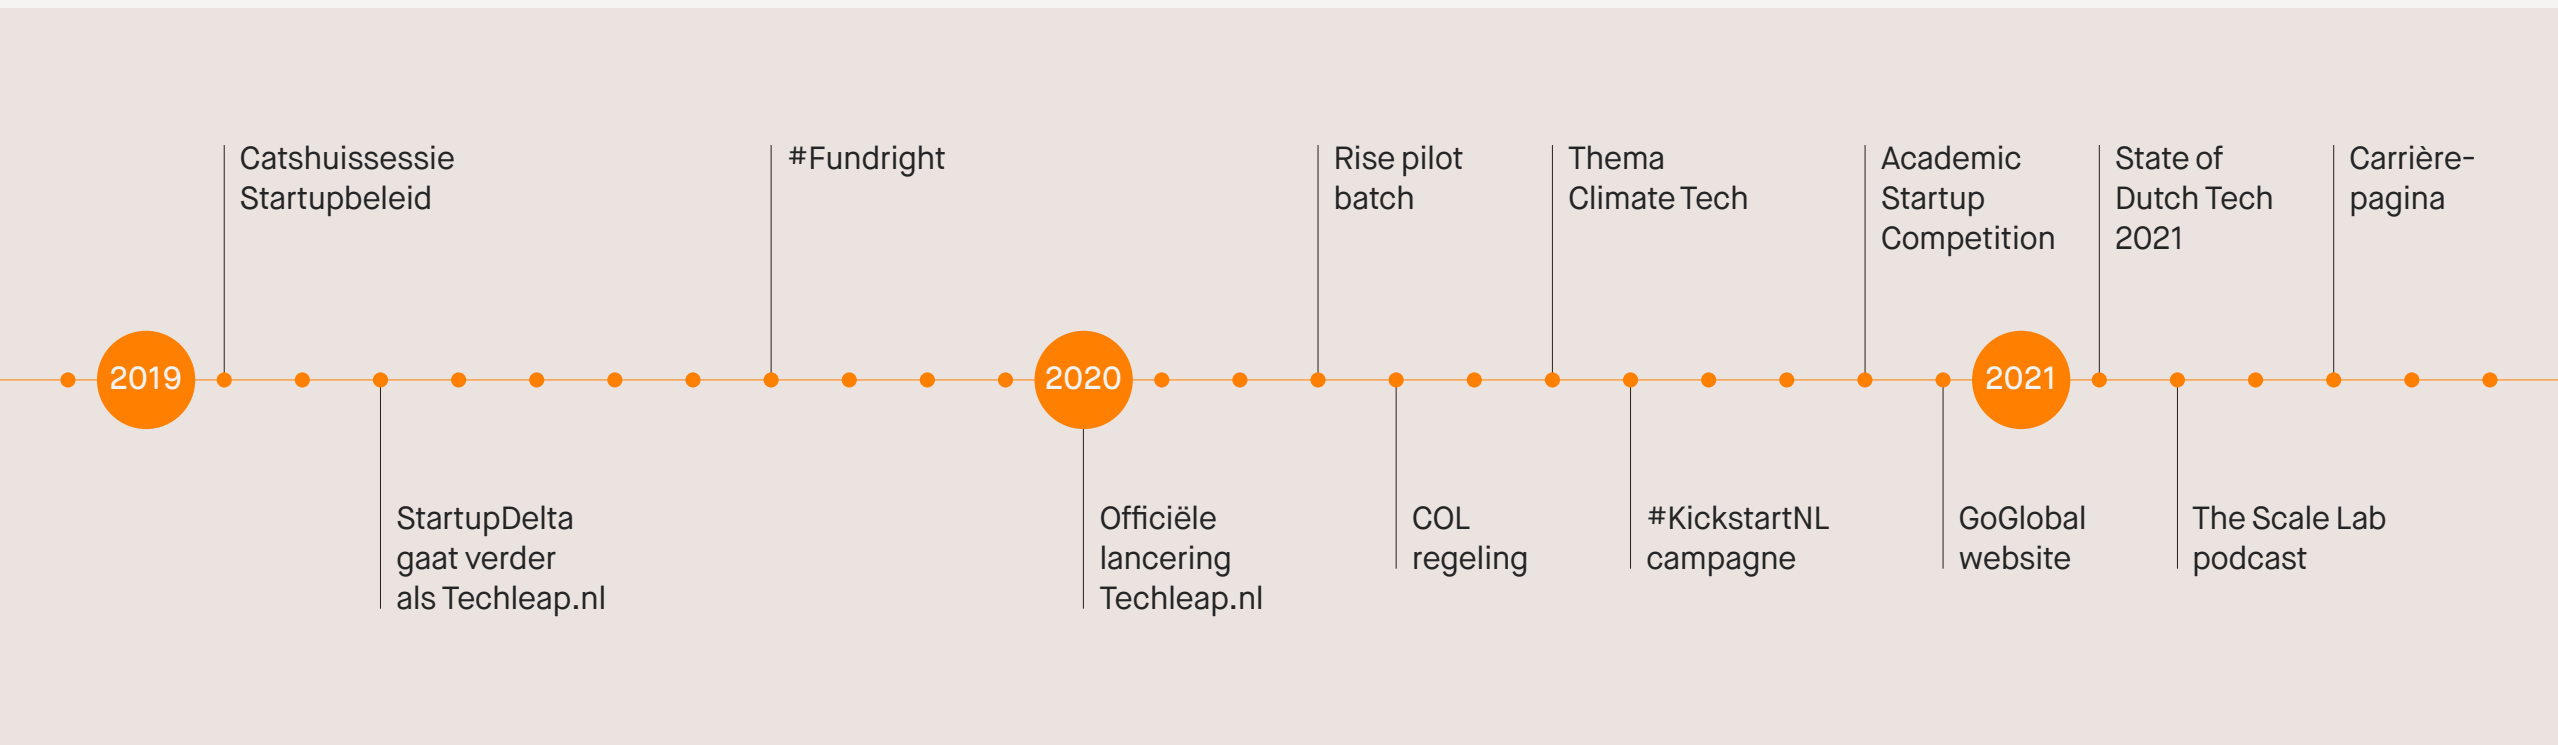 Catshuissessie
Startupbeleid
#Fundright
Rise pilot
batch
Thema
Climate Tech
Academic
Startup
Competition
State of
Dutch Tech
2021
Carrière-
pagina
2019
2020
2021
StartupDelta
gaat verder
als Techleap.nl
Officiële
lancering
Techleap.nl
COL
regeling
#KickstartNL
campagne
GoGlobal
website
The Scale Lab
podcast